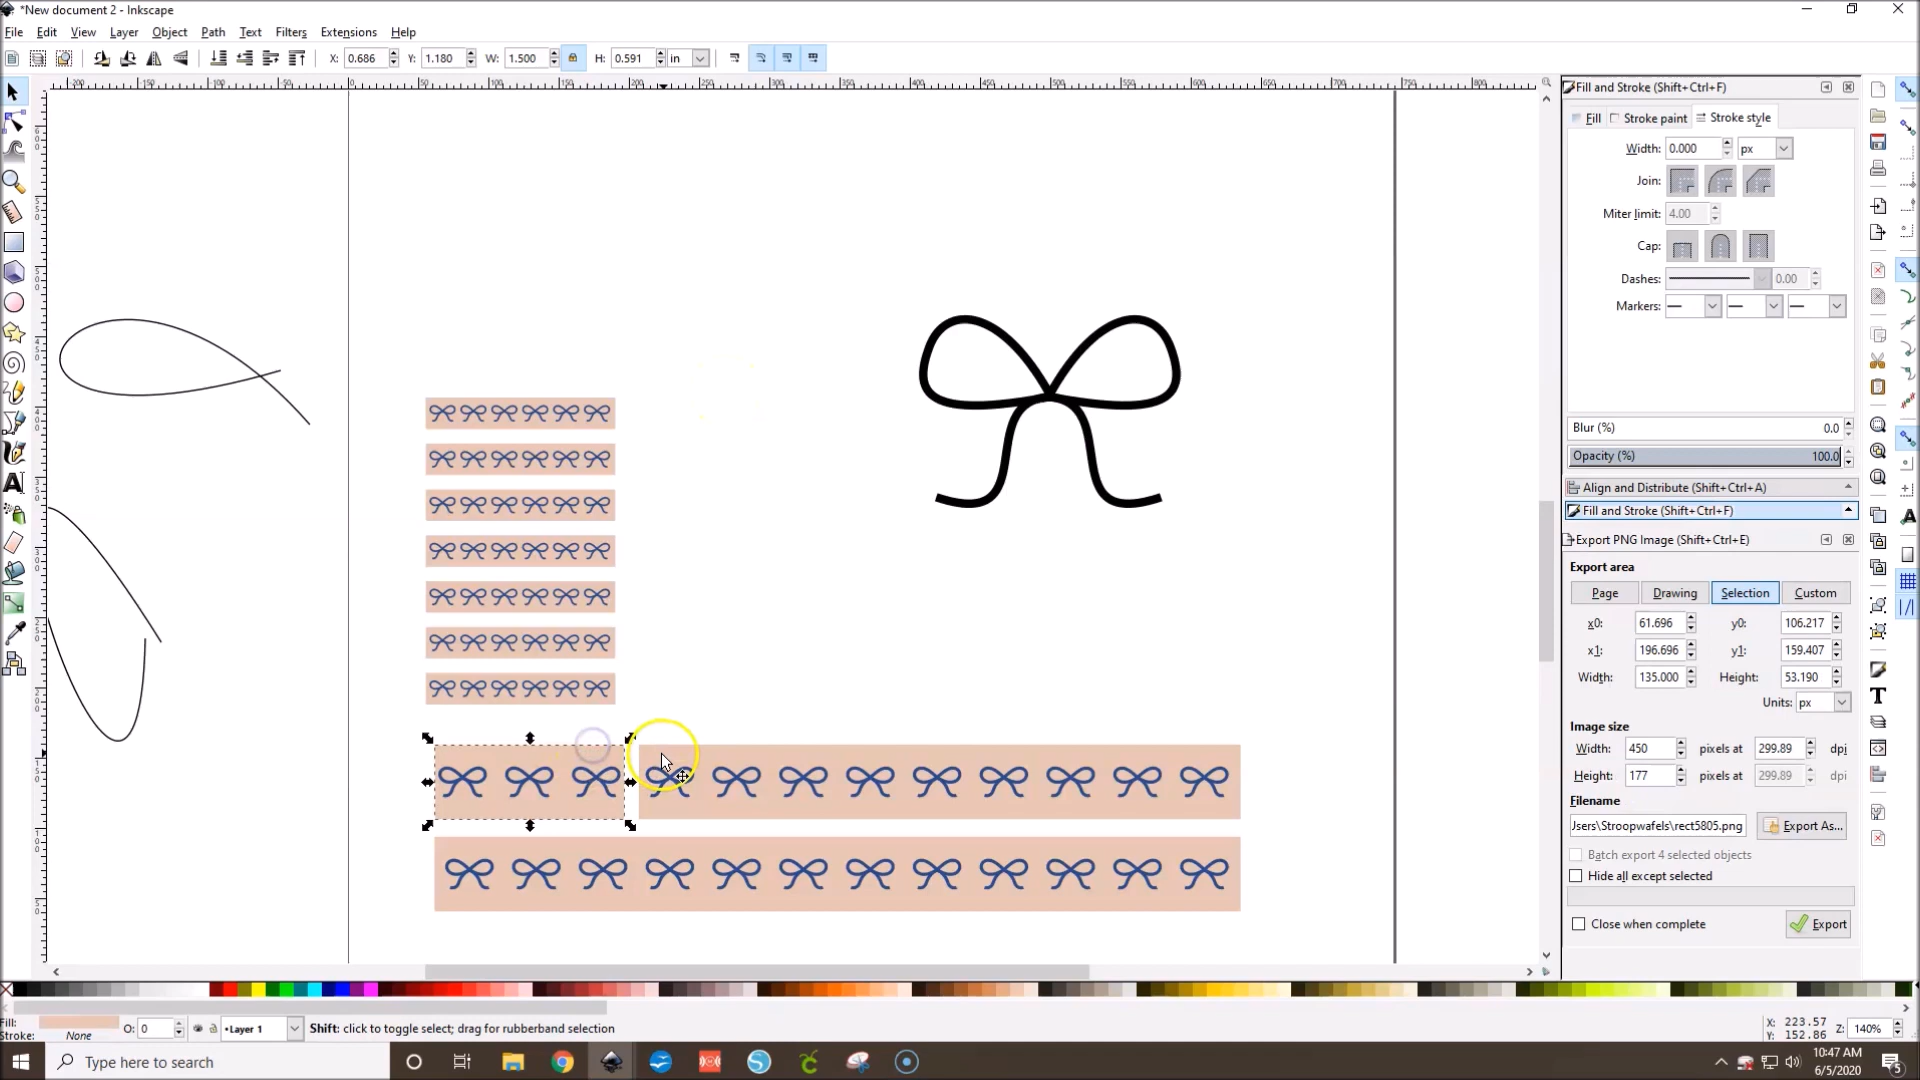 *New document 2 - Inkscape
File Edit View Layer Object Path Text Filters Extensions Help
X: 0.686 Y: 1.180 W: 1.500 H: 0.591 in
Fill and Stroke (Shift+Ctrl+F)
Fill Stroke paint Stroke style
Width: 0.000 px
Join:
Miter limit: 4.00
Cap:
Dashes: 0.00
Markers:
Blur (%) 0.0
Opacity (%) 100.0
Align and Distribute (Shift+Ctrl+A)
Fill and Stroke (Shift+Ctrl+F)
Export PNG Image (Shift+Ctrl+E)
Export area
Page Drawing Selection Custom
x0: 61.696 y0: 106.217
x1: 196.696 y1: 159.407
Width: 135.000 Height: 53.190
Units: px
Image size
Width: 450 pixels at 299.89 dpi
Height: 177 pixels at 299.89 dpi
Filename
Jsers\Stroopwafels\rect5805.png Export As...
Batch export 4 selected objects
Hide all except selected
Close when complete Export
Fill:
Stroke: None
O: 0
•Layer 1
Shift: click to toggle select; drag for rubberband selection
X: 223.57
Y: 152.86
Z: 140%
Type here to search
10:47 AM
6/5/2020
5